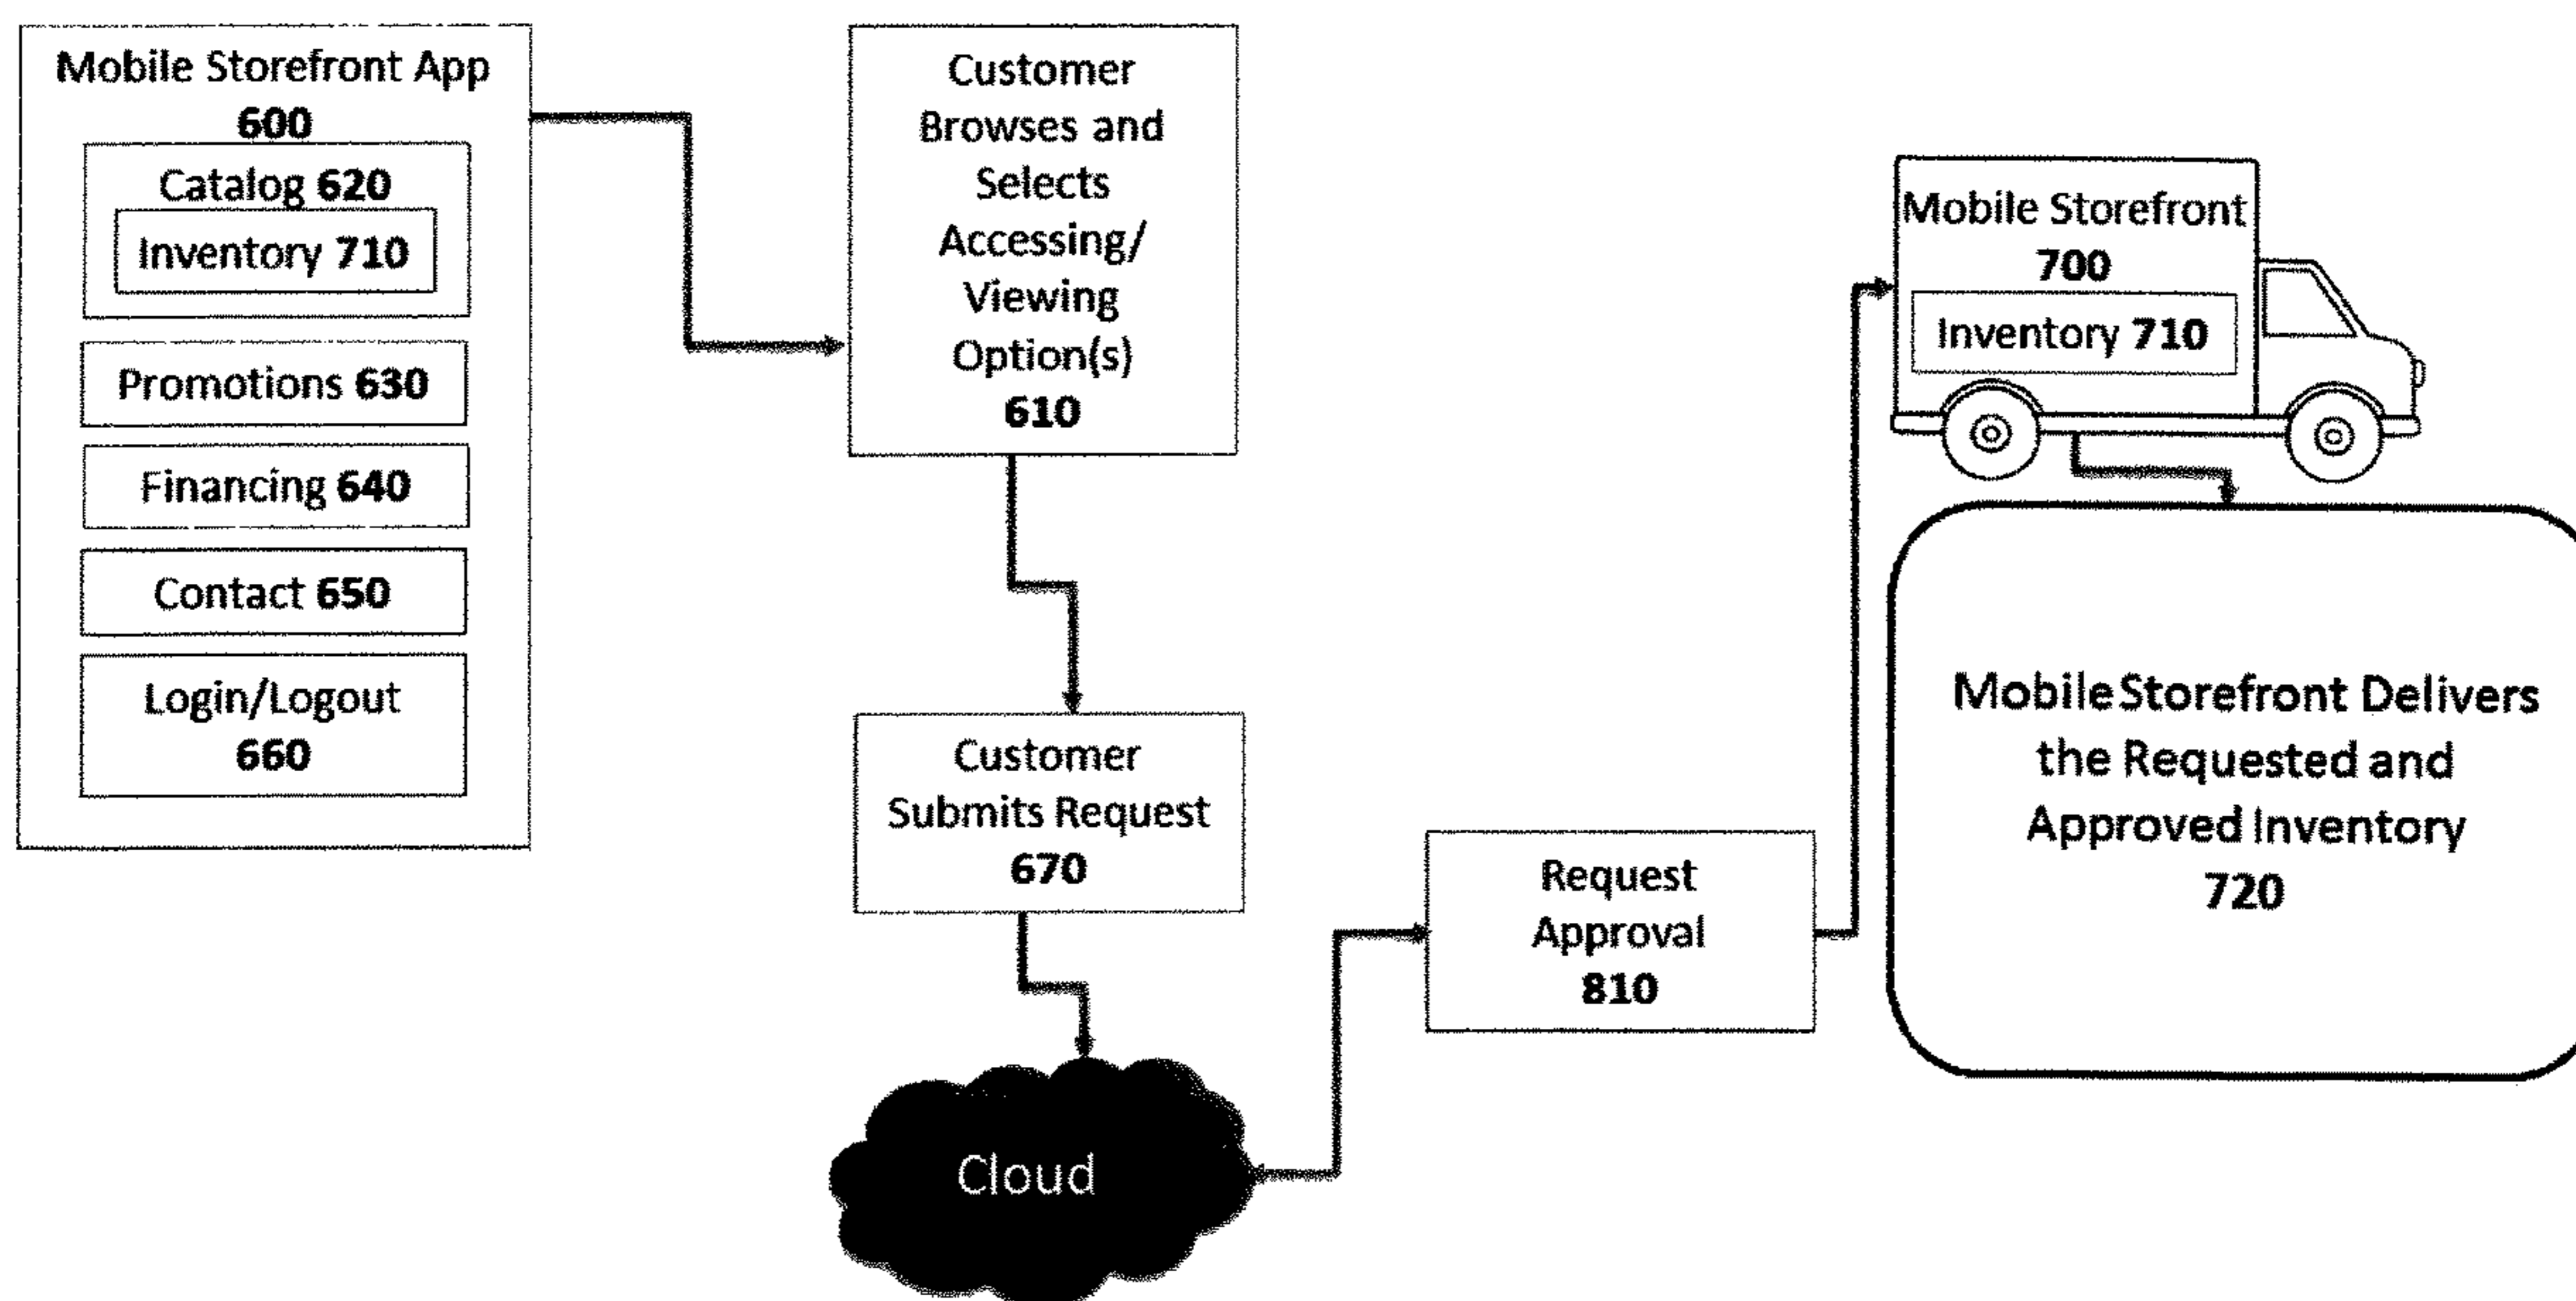 Mobile Storefront App
600
Catalog 620
Inventory 710
Promotions 630
Financing 640
Contact 650
Login/Logout
660
Customer
Browses and
Selects
Accessing/
Viewing
Option(s)
610
Customer
Submits Request
670
Cloud
Request
Approval
810
Mobile Storefront
700
Inventory 710
Mobile Storefront Delivers
the Requested and
Approved Inventory
720